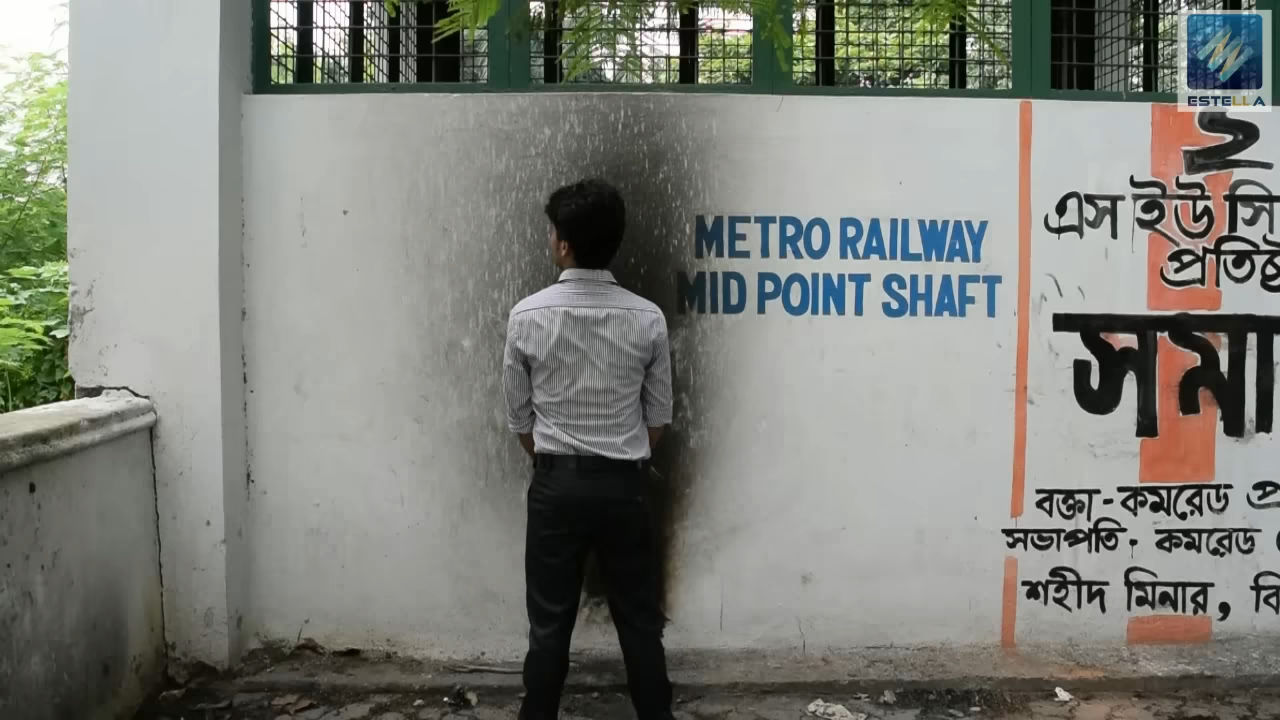 ESTELLA
METRO RAILWAY
MID POINT SHAFT
২
এস ইউ সি
প্রতিষ্ঠ
সমা
বক্তা - কমরেড প্র
সভাপতি - কমরেড
শহীদ মিনার, বি